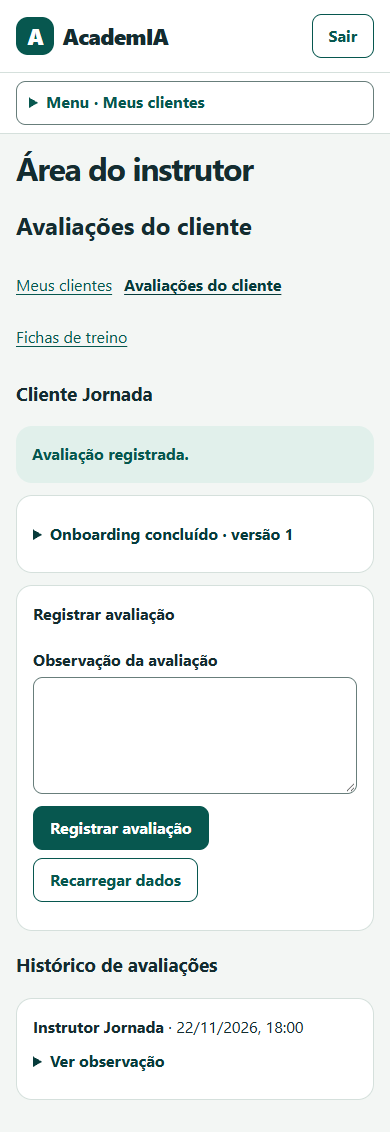 A AcademIA
Sair
Menu · Meus clientes
Área do instrutor
Avaliações do cliente
Meus clientes Avaliações do cliente
Fichas de treino
Cliente Jornada
Avaliação registrada.
Onboarding concluído · versão 1
Registrar avaliação
Observação da avaliação
Registrar avaliação
Recarregar dados
Histórico de avaliações
Instrutor Jornada · 22/11/2026, 18:00
Ver observação